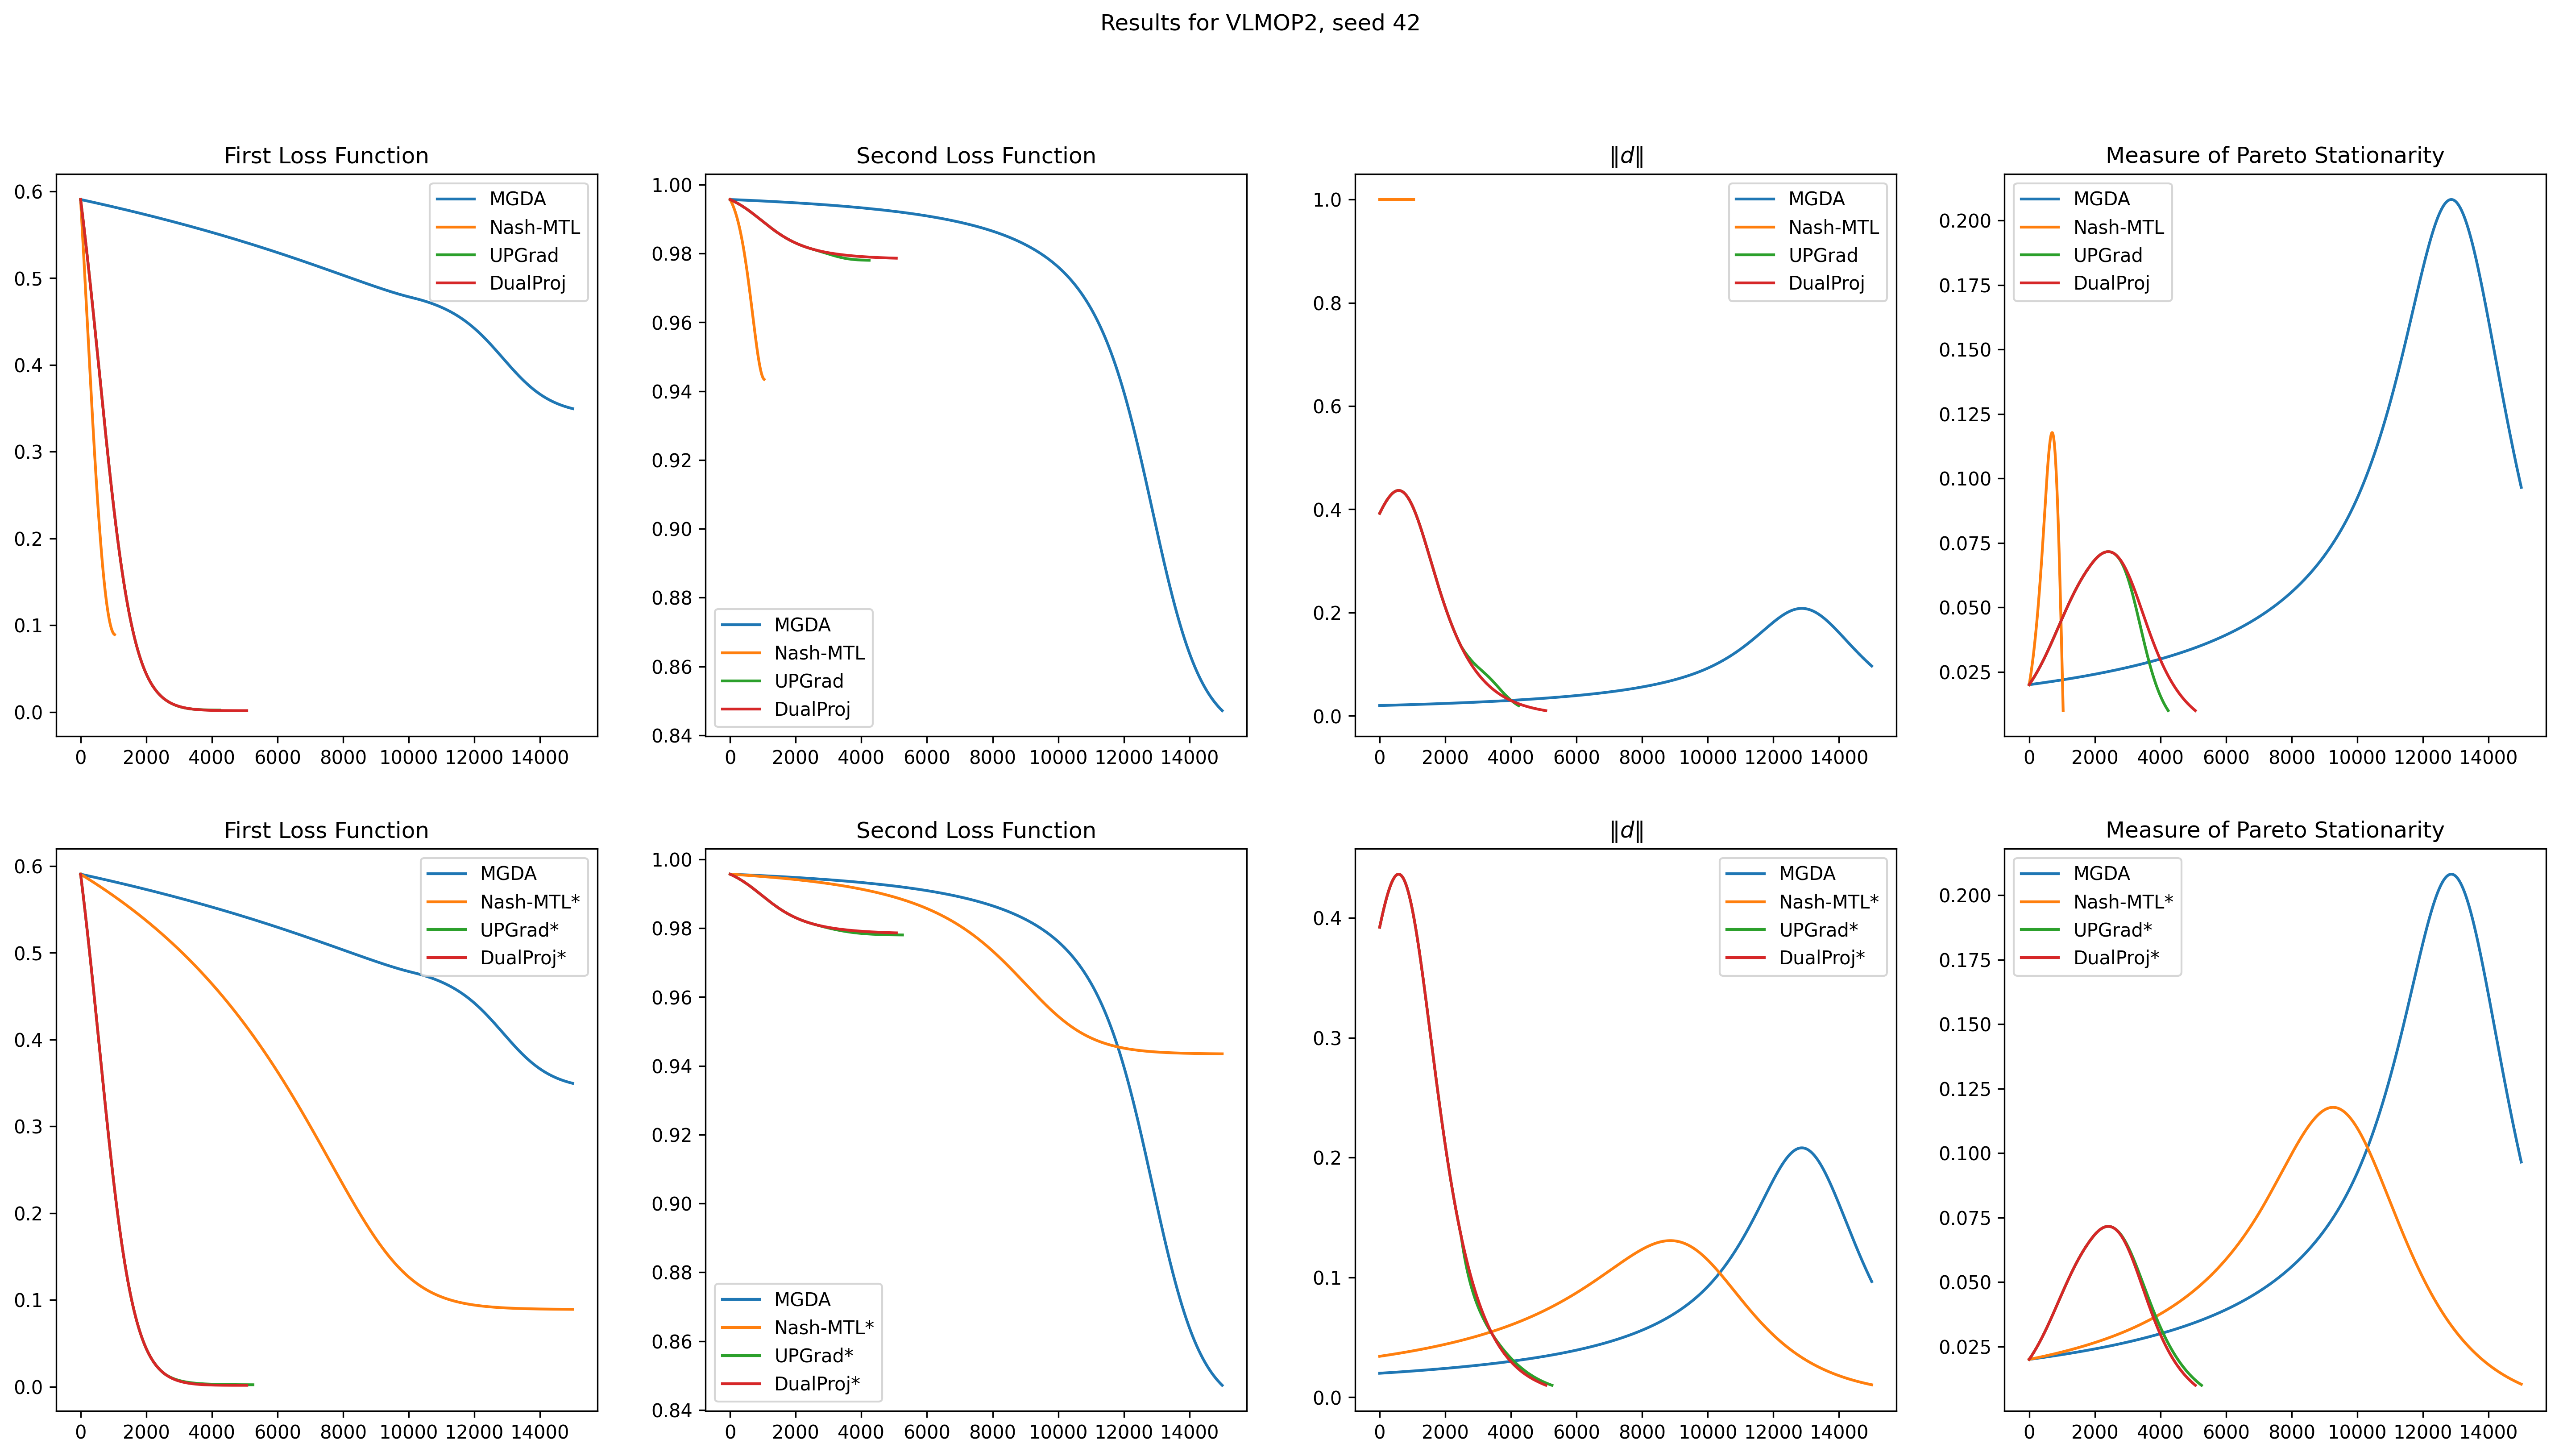 Results for VLMOP2, seed 42
First Loss Function
0.6
0.5
0.4
0.3
0.2
0.1
0.0
0 2000 4000 6000 8000 10000 12000 14000
MGDA
Nash-MTL
UPGrad
DualProj
Second Loss Function
1.00
0.98
0.96
0.94
0.92
0.90
0.88
0.86
0.84
0 2000 4000 6000 8000 10000 12000 14000
MGDA
Nash-MTL
UPGrad
DualProj
‖d‖
1.0
0.8
0.6
0.4
0.2
0.0
0 2000 4000 6000 8000 10000 12000 14000
MGDA
Nash-MTL
UPGrad
DualProj
Measure of Pareto Stationarity
0.200
0.175
0.150
0.125
0.100
0.075
0.050
0.025
0 2000 4000 6000 8000 10000 12000 14000
MGDA
Nash-MTL
UPGrad
DualProj
First Loss Function
0.6
0.5
0.4
0.3
0.2
0.1
0.0
0 2000 4000 6000 8000 10000 12000 14000
MGDA
Nash-MTL*
UPGrad*
DualProj*
Second Loss Function
1.00
0.98
0.96
0.94
0.92
0.90
0.88
0.86
0.84
0 2000 4000 6000 8000 10000 12000 14000
MGDA
Nash-MTL*
UPGrad*
DualProj*
‖d‖
0.4
0.3
0.2
0.1
0.0
0 2000 4000 6000 8000 10000 12000 14000
MGDA
Nash-MTL*
UPGrad*
DualProj*
Measure of Pareto Stationarity
0.200
0.175
0.150
0.125
0.100
0.075
0.050
0.025
0 2000 4000 6000 8000 10000 12000 14000
MGDA
Nash-MTL*
UPGrad*
DualProj*